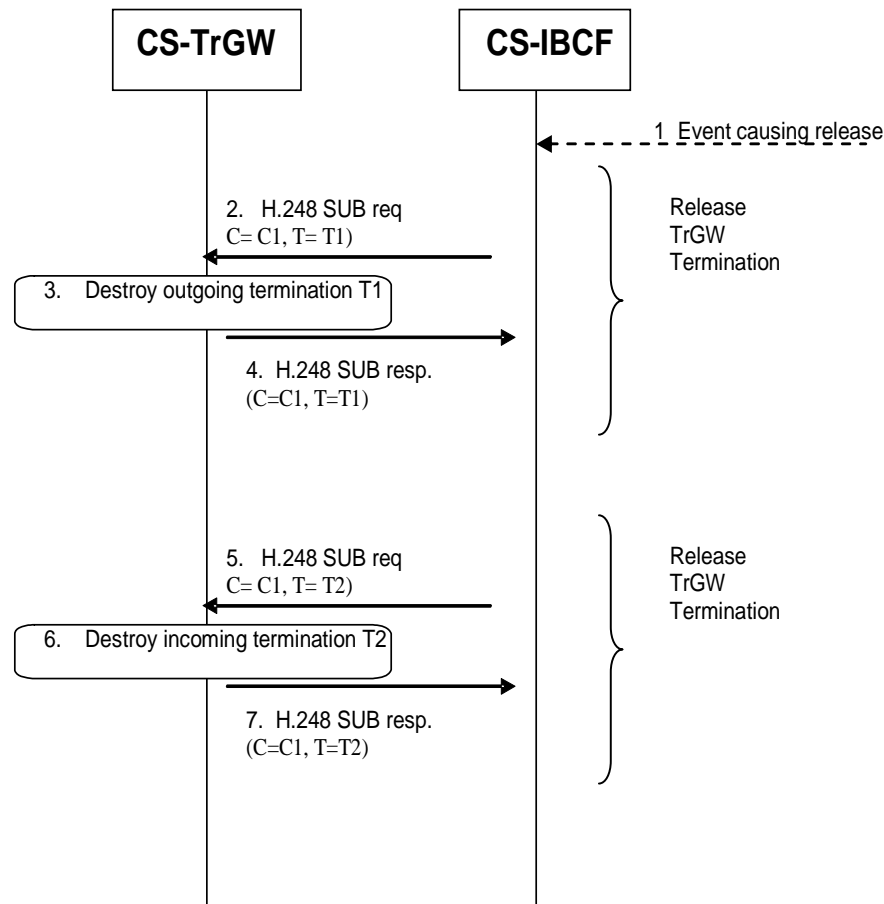 CS-TrGW
CS-IBCF
1 Event causing release
2. H.248 SUB req
C= C1, T= T1)
Release
TrGW
Termination
3. Destroy outgoing termination T1
4. H.248 SUB resp.
(C=C1, T=T1)
5. H.248 SUB req
C= C1, T= T2)
Release
TrGW
Termination
6. Destroy incoming termination T2
7. H.248 SUB resp.
(C=C1, T=T2)